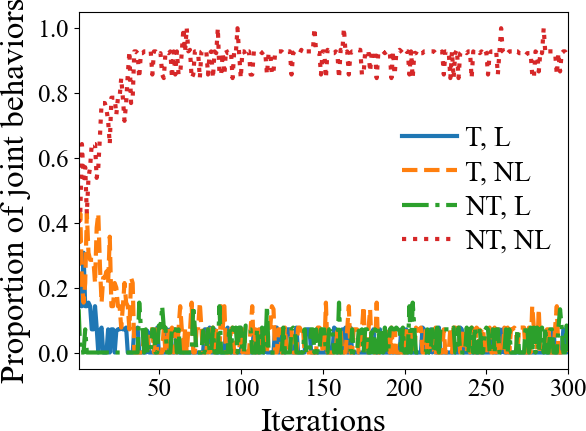 Proportion of joint behaviors
1.0
0.8
0.6
0.4
0.2
0.0
T, L
T, NL
NT, L
NT, NL
50
100
150
200
250
300
Iterations